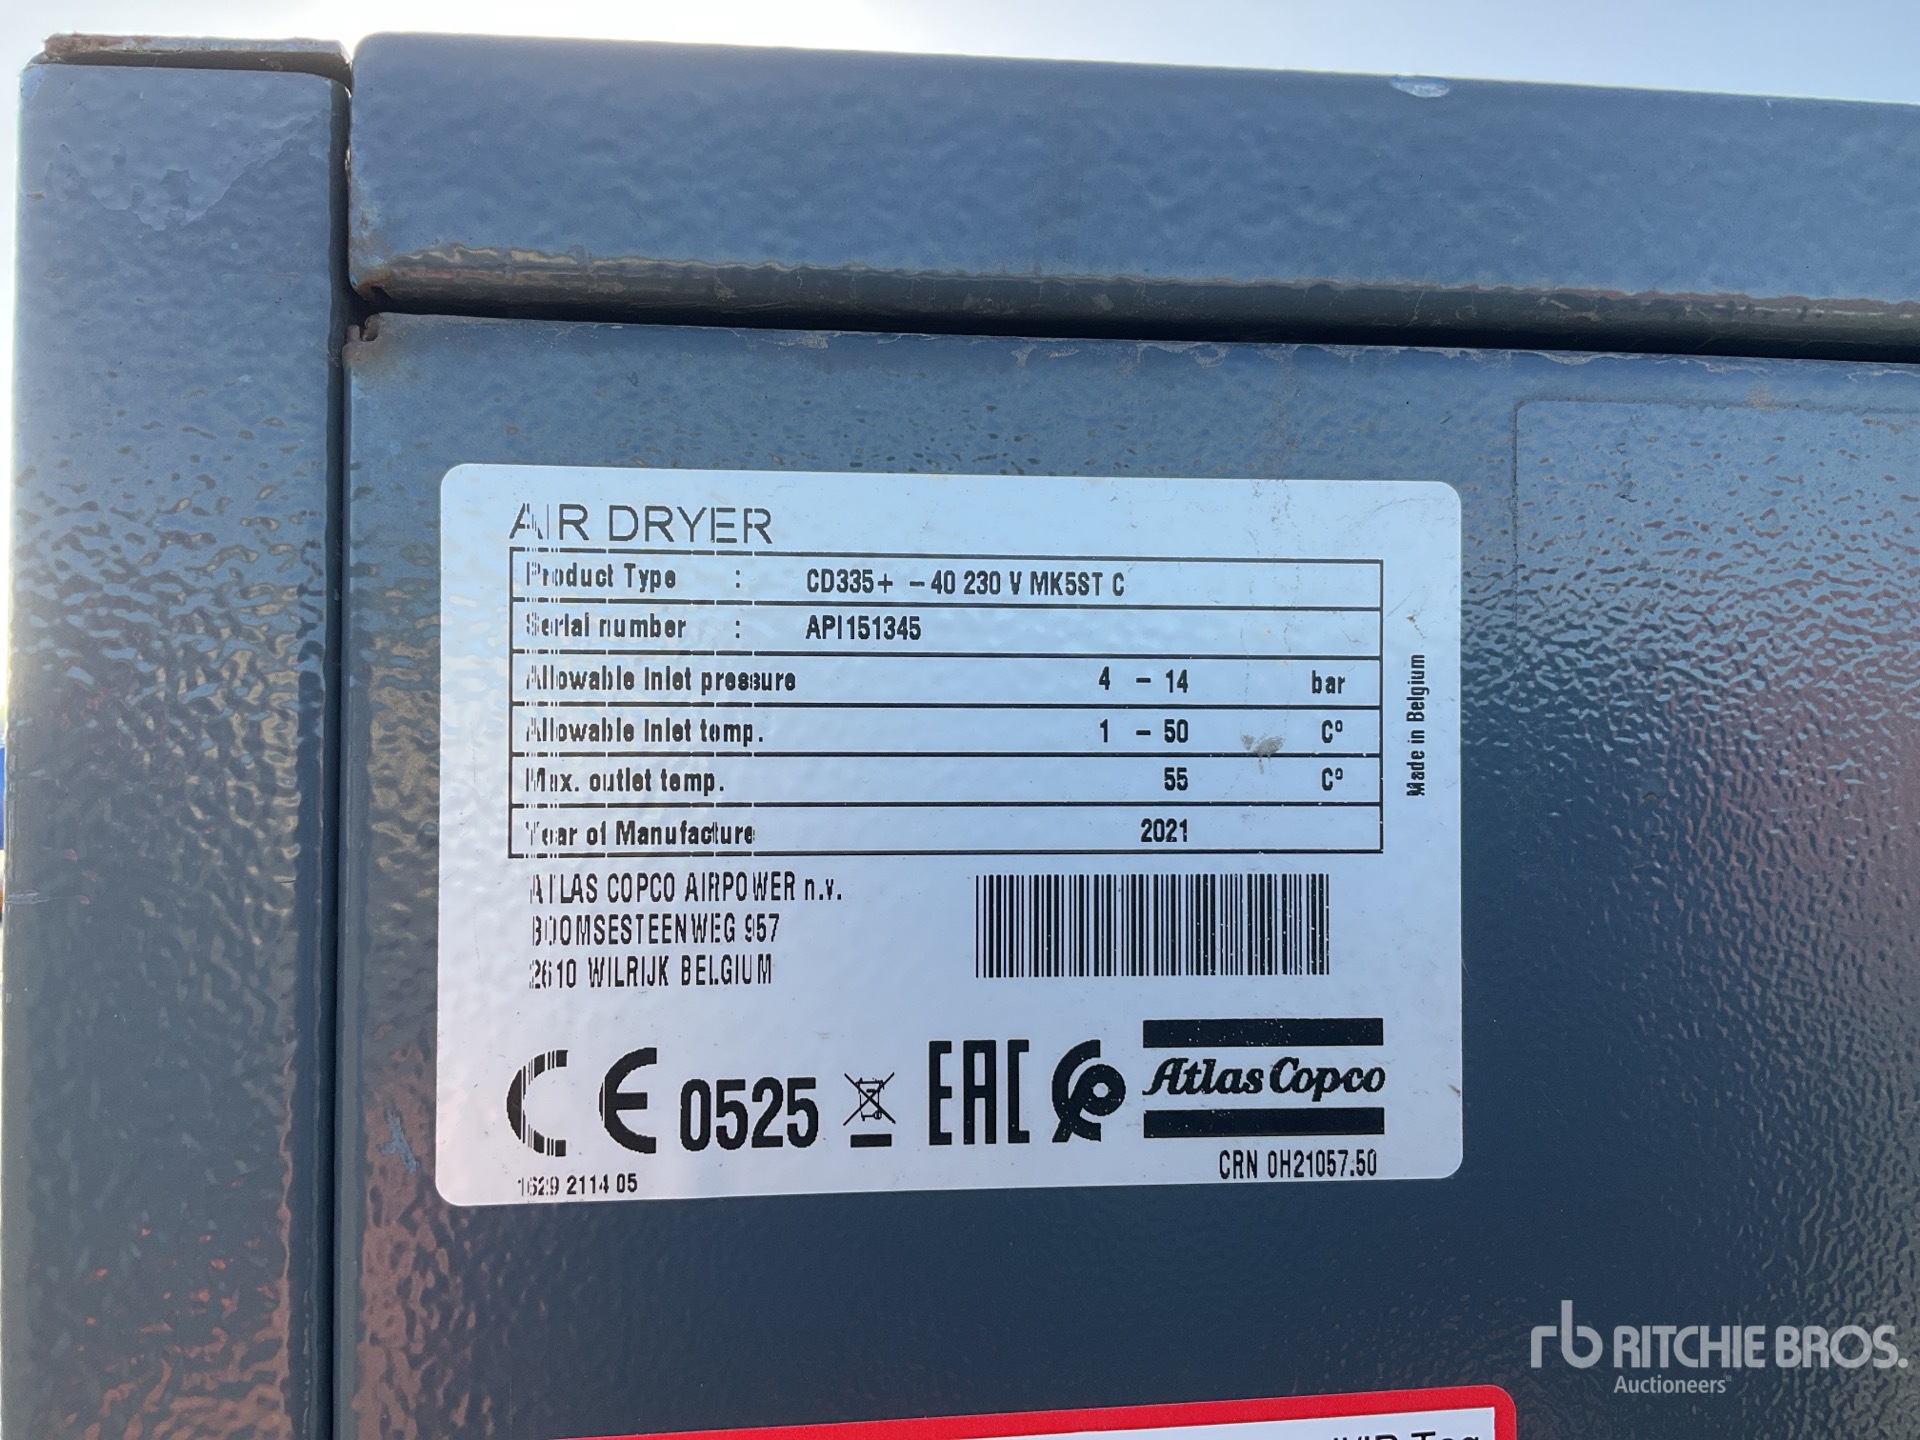 AIR DRYER
Product Type : CD335+ -40 230 V MK5ST C
Serial number : API151345
Allowable inlet pressure 4 - 14 bar
Allowable inlet temp. 1 - 50 C°
Max. outlet temp. 55 C°
Year of Manufacture 2021
Made in Belgium
ATLAS COPCO AIRPOWER n.v.
BOOMSESTEENWEG 957
2610 WILRIJK BELGIUM
CE 0525 EAC Atlas Copco
CRN 0H21057.50
1629 2114 05
rb RITCHIE BROS.
Auctioneers